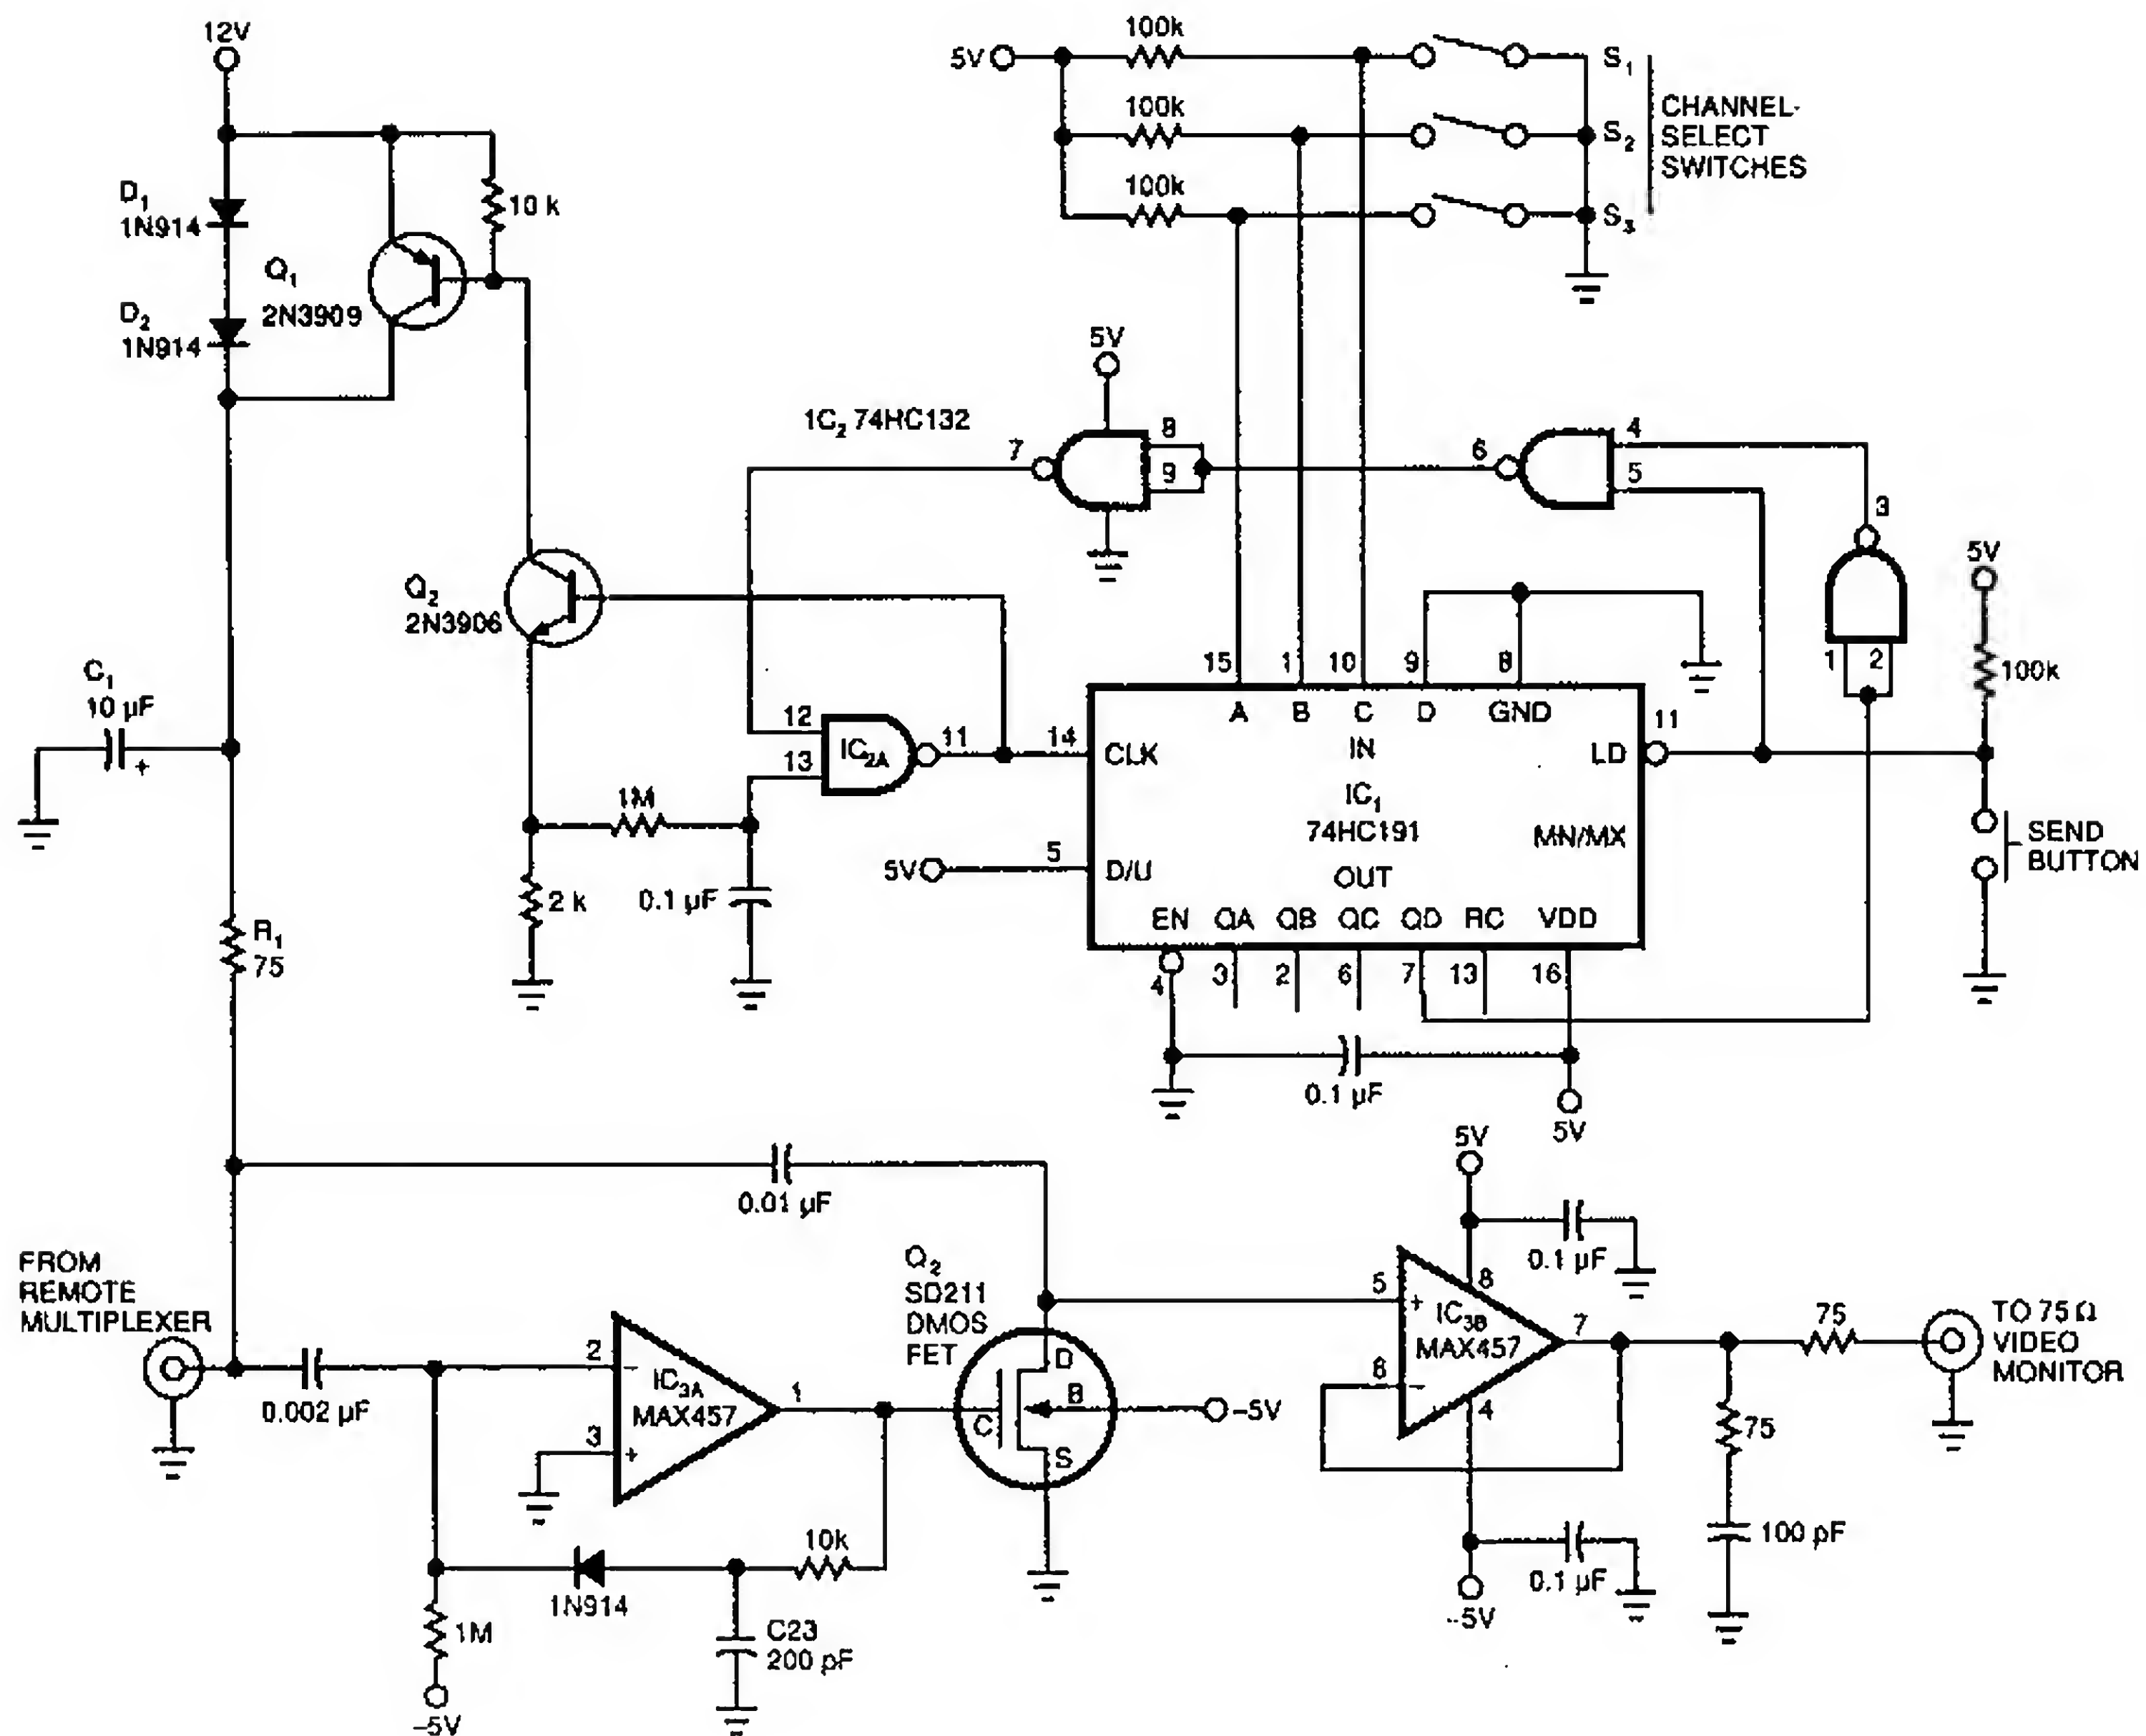 12V
D1
1N914
D2
1N914
Q1
2N3909
10 k
5V
100k
100k
100k
S1
S2
S3
CHANNEL-
SELECT
SWITCHES
1C2 74HC132
5V
7
8
9
6
4
5
3
1
2
5V
100k
Q2
2N3906
C1
10 µF
+
12
13
IC2A
11
14
1M
2 k
0.1 µF
5V
5
15
1
10
9
8
A
B
C
D
GND
CLK
IN
LD
11
IC1
74HC191
MN/MX
D/U
OUT
EN
QA
QB
QC
QD
RC
VDD
4
3
2
6
7
13
16
0.1 µF
5V
SEND
BUTTON
R1
75
0.01 µF
FROM
REMOTE
MULTIPLEXER
0.002 µF
2
−
3
+
IC3A
MAX457
1
Q2
SD211
DMOS
FET
D
B
C
S
−5V
5V
8
0.1 µF
5
+
IC3B
MAX457
6
−
7
4
−5V
0.1 µF
75
TO 75 Ω
VIDEO
MONITOR
75
100 pF
10k
1N914
1M
−5V
C23
200 pF